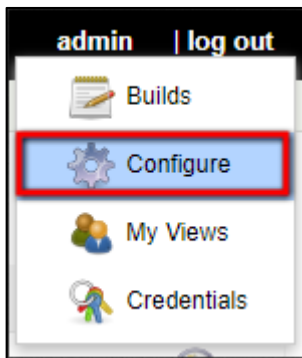 admin | log out
Builds
Configure
My Views
Credentials